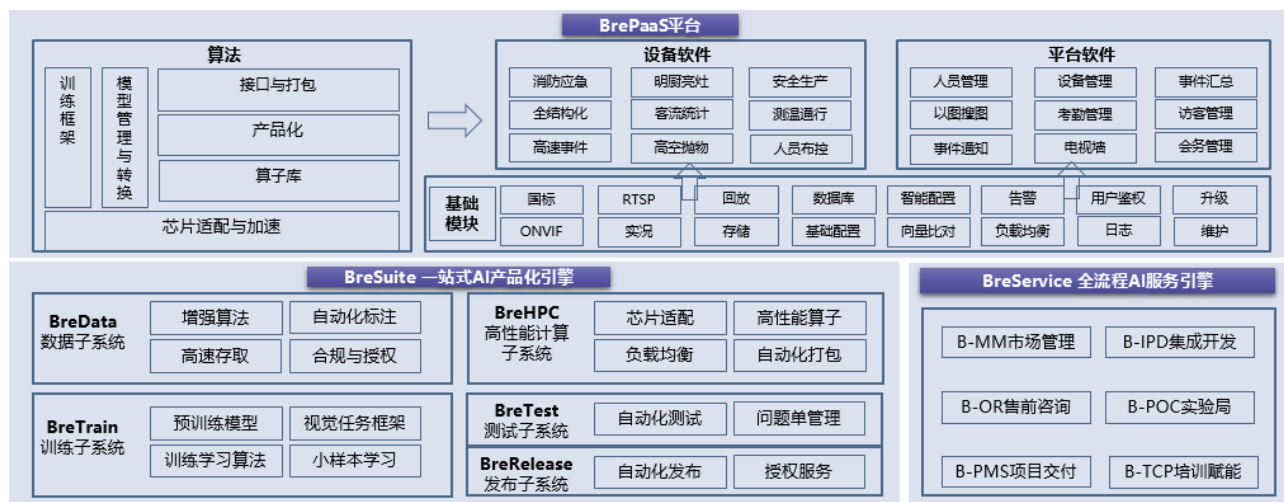 BrePaaS平台
算法
训练框架
模型管理与转换
接口与打包
产品化
算子库
芯片适配与加速
设备软件
消防应急 明厨亮灶 安全生产
全结构化 客流统计 测温通行
高速事件 高空抛物 人员布控
平台软件
人员管理 设备管理 事件汇总
以图搜图 考勤管理 访客管理
事件通知 电视墙 会务管理
基础
模块
国标 RTSP 回放 数据库 智能配置 告警 用户鉴权 升级
ONVIF 实况 存储 基础配置 向量比对 负载均衡 日志 维护
BreSuite 一站式AI产品化引擎
BreData
数据子系统
增强算法 自动化标注
高速存取 合规与授权
BreHPC
高性能计算
子系统
芯片适配 高性能算子
负载均衡 自动化打包
BreTrain
训练子系统
预训练模型 视觉任务框架
训练学习算法 小样本学习
BreTest
测试子系统
自动化测试 问题单管理
BreRelease
发布子系统
自动化发布 授权服务
BreService 全流程AI服务引擎
B-MM市场管理 B-IPD集成开发
B-OR售前咨询 B-POC实验局
B-PMS项目交付 B-TCP培训赋能